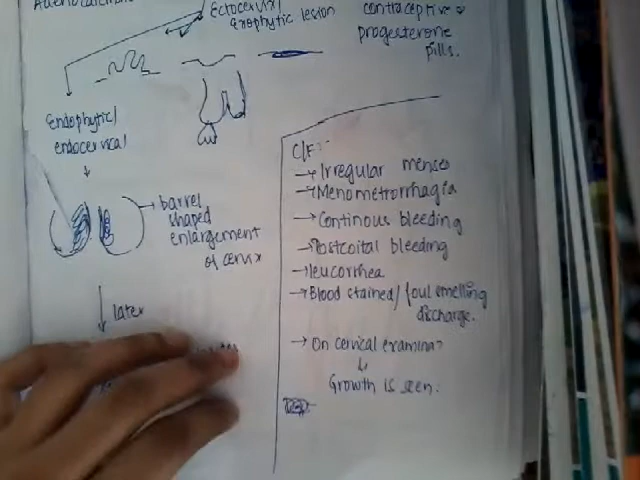 Ectocervix/
Exophytic lesion
contraceptive &
progesterone
pills.
Endophytic/
endocervical
barrel
shaped
enlargement
of cervix
later
C/F:-
→ Irregular menses
→ Menometrorrhagia
→ Continous bleeding
→ Postcoital bleeding
→ leucorrhea
→ Blood stained/ foul smelling
discharge.
→ On cervical examinan
Growth is seen.